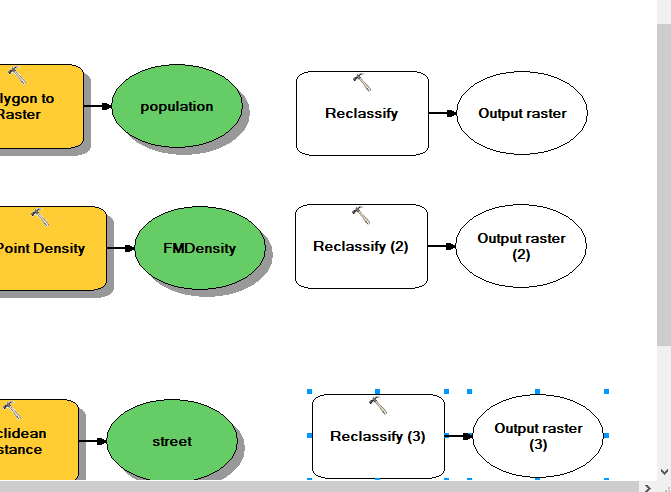 lygon to
Raster
population
Reclassify
Output raster
Point Density
FMDensity
Reclassify (2)
Output raster
(2)
clidean
stance
street
Reclassify (3)
Output raster
(3)